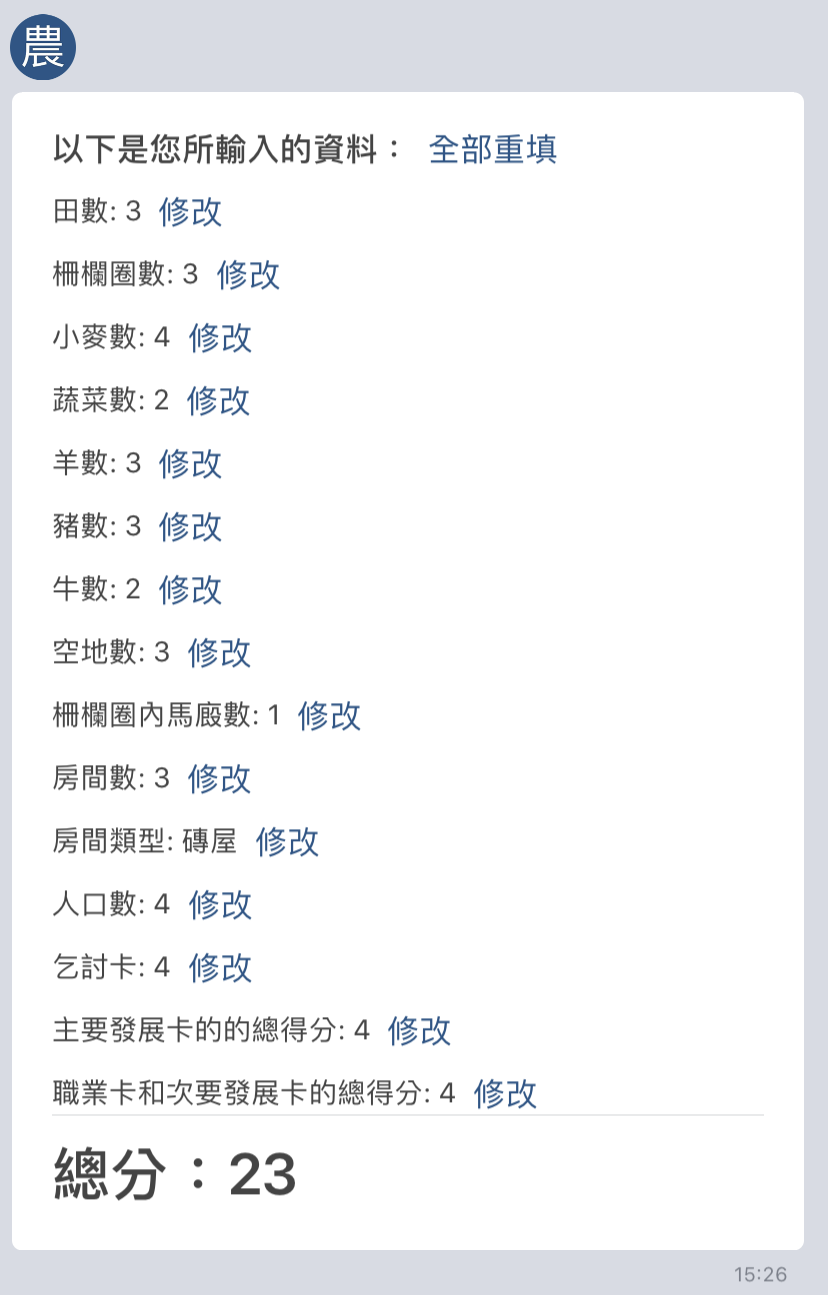 農
以下是您所輸入的資料： 全部重填
田數: 3 修改
柵欄圈數: 3 修改
小麥數: 4 修改
蔬菜數: 2 修改
羊數: 3 修改
豬數: 3 修改
牛數: 2 修改
空地數: 3 修改
柵欄圈內馬廄數: 1 修改
房間數: 3 修改
房間類型: 磚屋 修改
人口數: 4 修改
乞討卡: 4 修改
主要發展卡的的總得分: 4 修改
職業卡和次要發展卡的總得分: 4 修改
總分：23
15:26